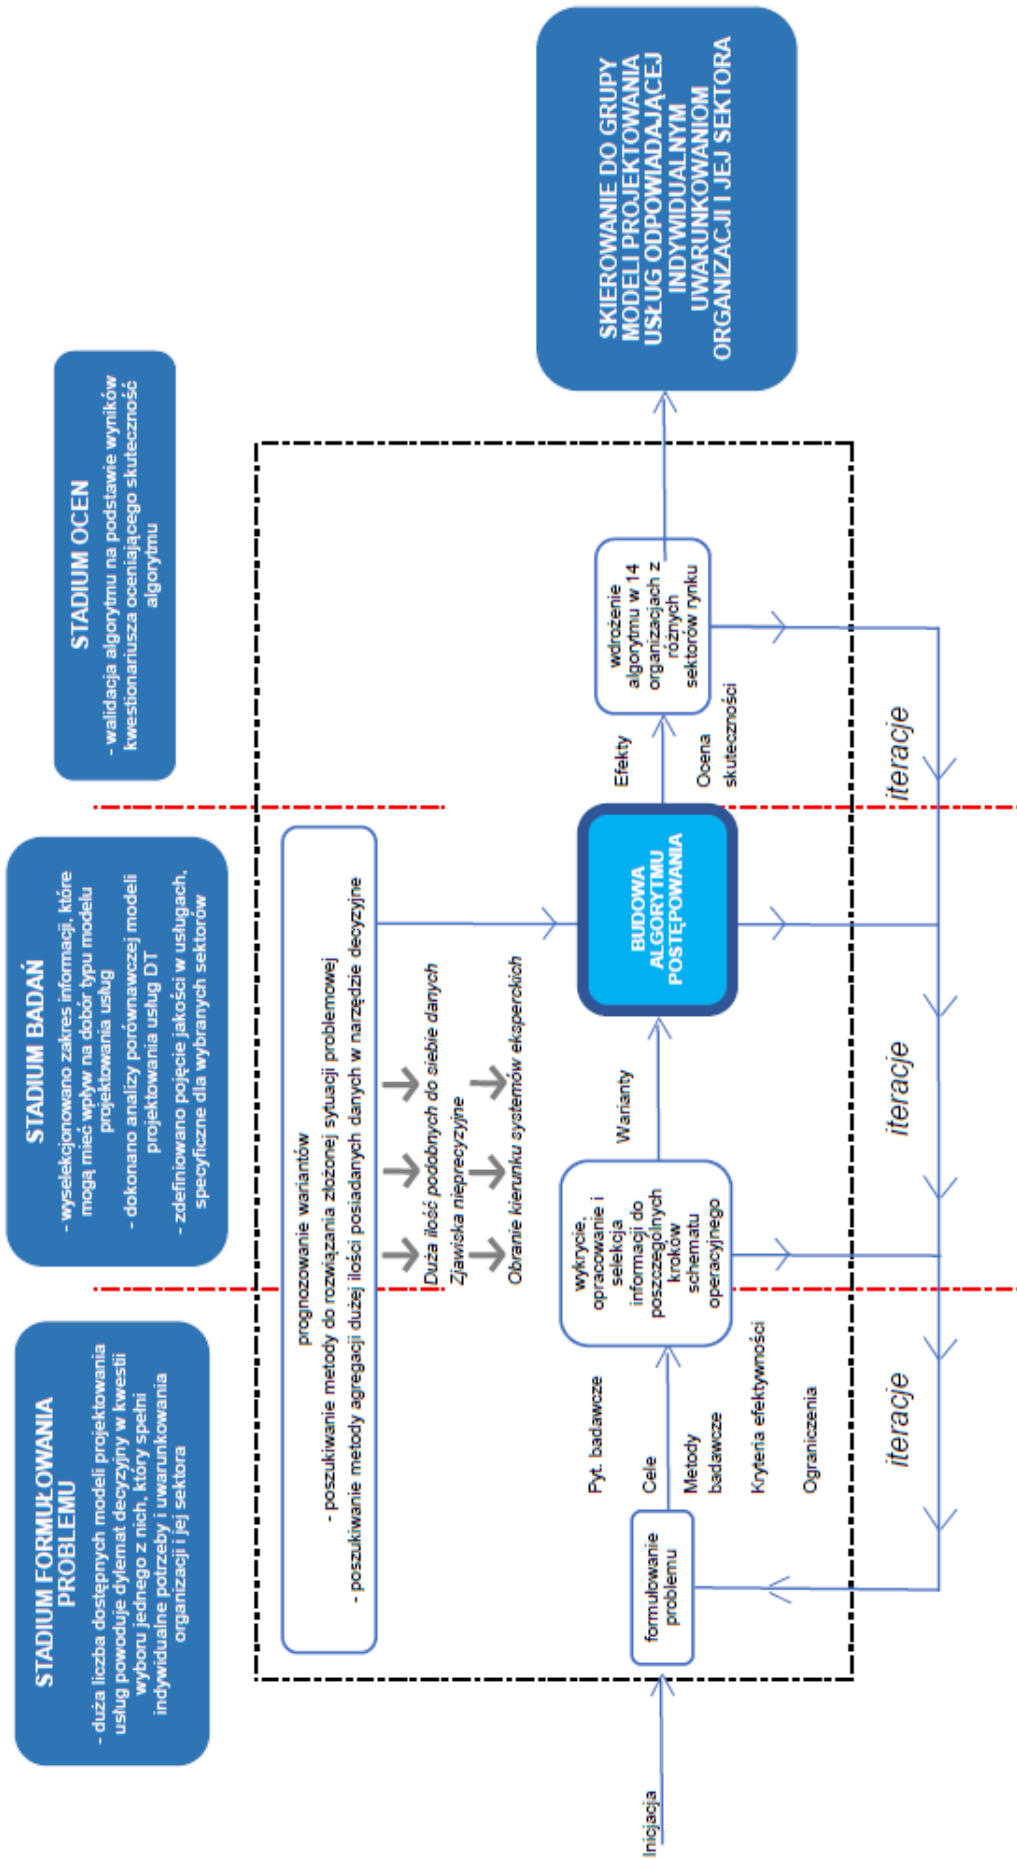 STADIUM FORMUŁOWANIA
PROBLEMU
- duża liczba dostępnych modeli projektowania
usług powoduje dylemat decyzyjny w kwestii
wyboru jednego z nich, który spełni
indywidualne potrzeby i uwarunkowania
organizacji i jej sektora
STADIUM BADAŃ
- wyselekcjonowano zakres informacji, które
mogą mieć wpływ na dobór typu modelu
projektowania usług
- dokonano analizy porównawczej modeli
projektowania usług DT
- zdefiniowano pojęcie jakości w usługach,
specyficzne dla wybranych sektorów
STADIUM OCEN
- walidacja algorytmu na podstawie wyników
kwestionariusza oceniającego skuteczność
algorytmu
prognozowanie wariantów
- poszukiwanie metody do rozwiązania złożonej sytuacji problemowej
- poszukiwanie metody agregacji dużej ilości posiadanych danych w narzędzie decyzyjne
Duża ilość podobnych do siebie danych
Zjawiska nieprecyzyjne
Obranie kierunku systemów eksperckich
Inicjacja
formułowanie
problemu
Pyt. badawcze
Cele
Metody
badawcze
Kryteria efektywności
Ograniczenia
wykrycie,
opracowanie i
selekcja
informacji do
poszczególnych
kroków
schematu
operacyjnego
Warianty
BUDOWA
ALGORYTMU
POSTĘPOWANIA
Efekty
Ocena
skuteczności
wdrożenie
algorytmu w 14
organizacjach z
różnych
sektorów rynku
SKIEROWANIE DO GRUPY
MODELI PROJEKTOWANIA
USŁUG ODPOWIADAJĄCEJ
INDYWIDUALNYM
UWARUNKOWANIOM
ORGANIZACJI I JEJ SEKTORA
iteracje
iteracje
iteracje